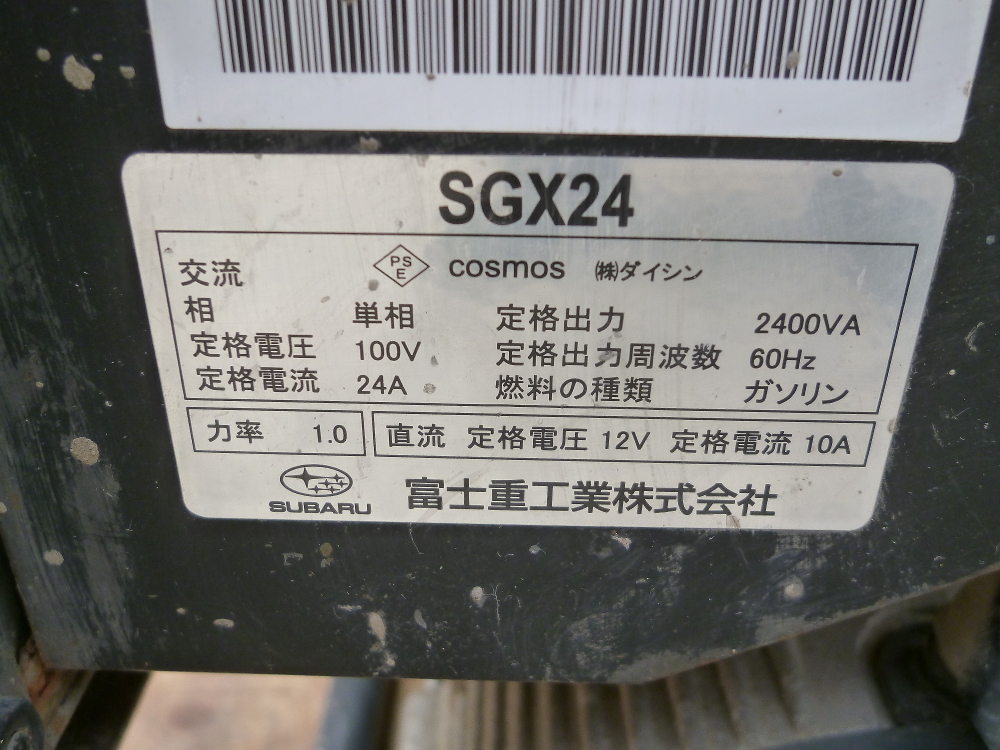 SGX24
交流 PSE cosmos ㈱ダイシン
相 単相 定格出力 2400VA
定格電圧 100V 定格出力周波数 60Hz
定格電流 24A 燃料の種類 ガソリン
力率 1.0 直流 定格電圧 12V 定格電流 10A
SUBARU 富士重工業株式会社